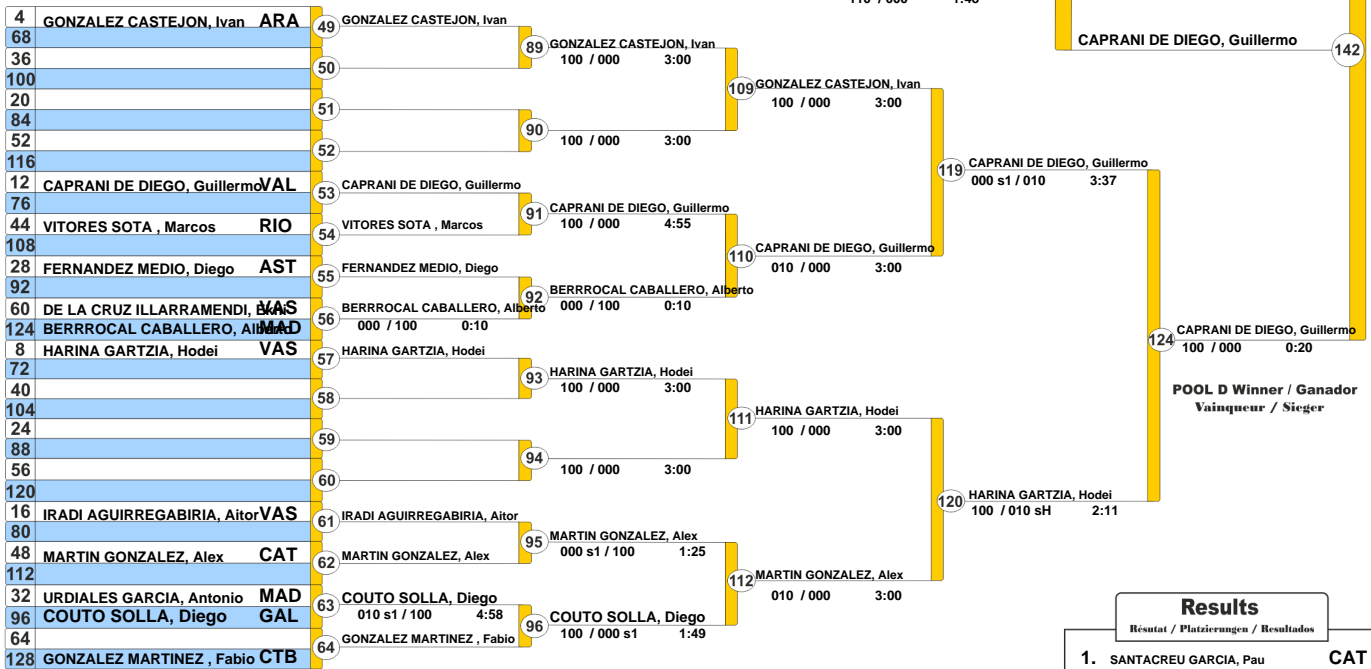 4 GONZALEZ CASTEJON, Ivan ARA
68
36
100
20
84
52
116
12 CAPRANI DE DIEGO, Guillermo VAL
76
44 VITORES SOTA , Marcos RIO
108
28 FERNANDEZ MEDIO, Diego AST
92
60 DE LA CRUZ ILLARRAMENDI, VAS
124 BERRROCAL CABALLERO, Alberto MAD
8 HARINA GARTZIA, Hodei VAS
72
40
104
24
88
56
120
16 IRADI AGUIRREGABIRIA, Aitor VAS
80
48 MARTIN GONZALEZ, Alex CAT
112
32 URDIALES GARCIA, Antonio MAD
96 COUTO SOLLA, Diego GAL
64
128 GONZALEZ MARTINEZ , Fabio CTB
49 GONZALEZ CASTEJON, Ivan
50
51
52
53 CAPRANI DE DIEGO, Guillermo
54 VITORES SOTA , Marcos
55 FERNANDEZ MEDIO, Diego
56 BERRROCAL CABALLERO, Alberto
000 / 100 0:10
57 HARINA GARTZIA, Hodei
58
59
60
61 IRADI AGUIRREGABIRIA, Aitor
62 MARTIN GONZALEZ, Alex
63 COUTO SOLLA, Diego
010 s1 / 100 4:58
64 GONZALEZ MARTINEZ , Fabio
89 GONZALEZ CASTEJON, Ivan
100 / 000 3:00
90
100 / 000 3:00
91 CAPRANI DE DIEGO, Guillermo
100 / 000 4:55
92 BERRROCAL CABALLERO, Alberto
000 / 100 0:10
93 HARINA GARTZIA, Hodei
100 / 000 3:00
94
100 / 000 3:00
95 MARTIN GONZALEZ, Alex
000 s1 / 100 1:25
96 COUTO SOLLA, Diego
100 / 000 s1 1:49
109 GONZALEZ CASTEJON, Ivan
100 / 000 3:00
110 CAPRANI DE DIEGO, Guillermo
010 / 000 3:00
111 HARINA GARTZIA, Hodei
100 / 000 3:00
112 MARTIN GONZALEZ, Alex
010 / 000 3:00
119 CAPRANI DE DIEGO, Guillermo
000 s1 / 010 3:37
120 HARINA GARTZIA, Hodei
100 / 010 sH 2:11
124 CAPRANI DE DIEGO, Guillermo
100 / 000 0:20
POOL D Winner / Ganador
Vainqueur / Sieger
CAPRANI DE DIEGO, Guillermo
142
Results
Résutat / Platzierungen / Resultados
1. SANTACREU GARCIA, Pau CAT